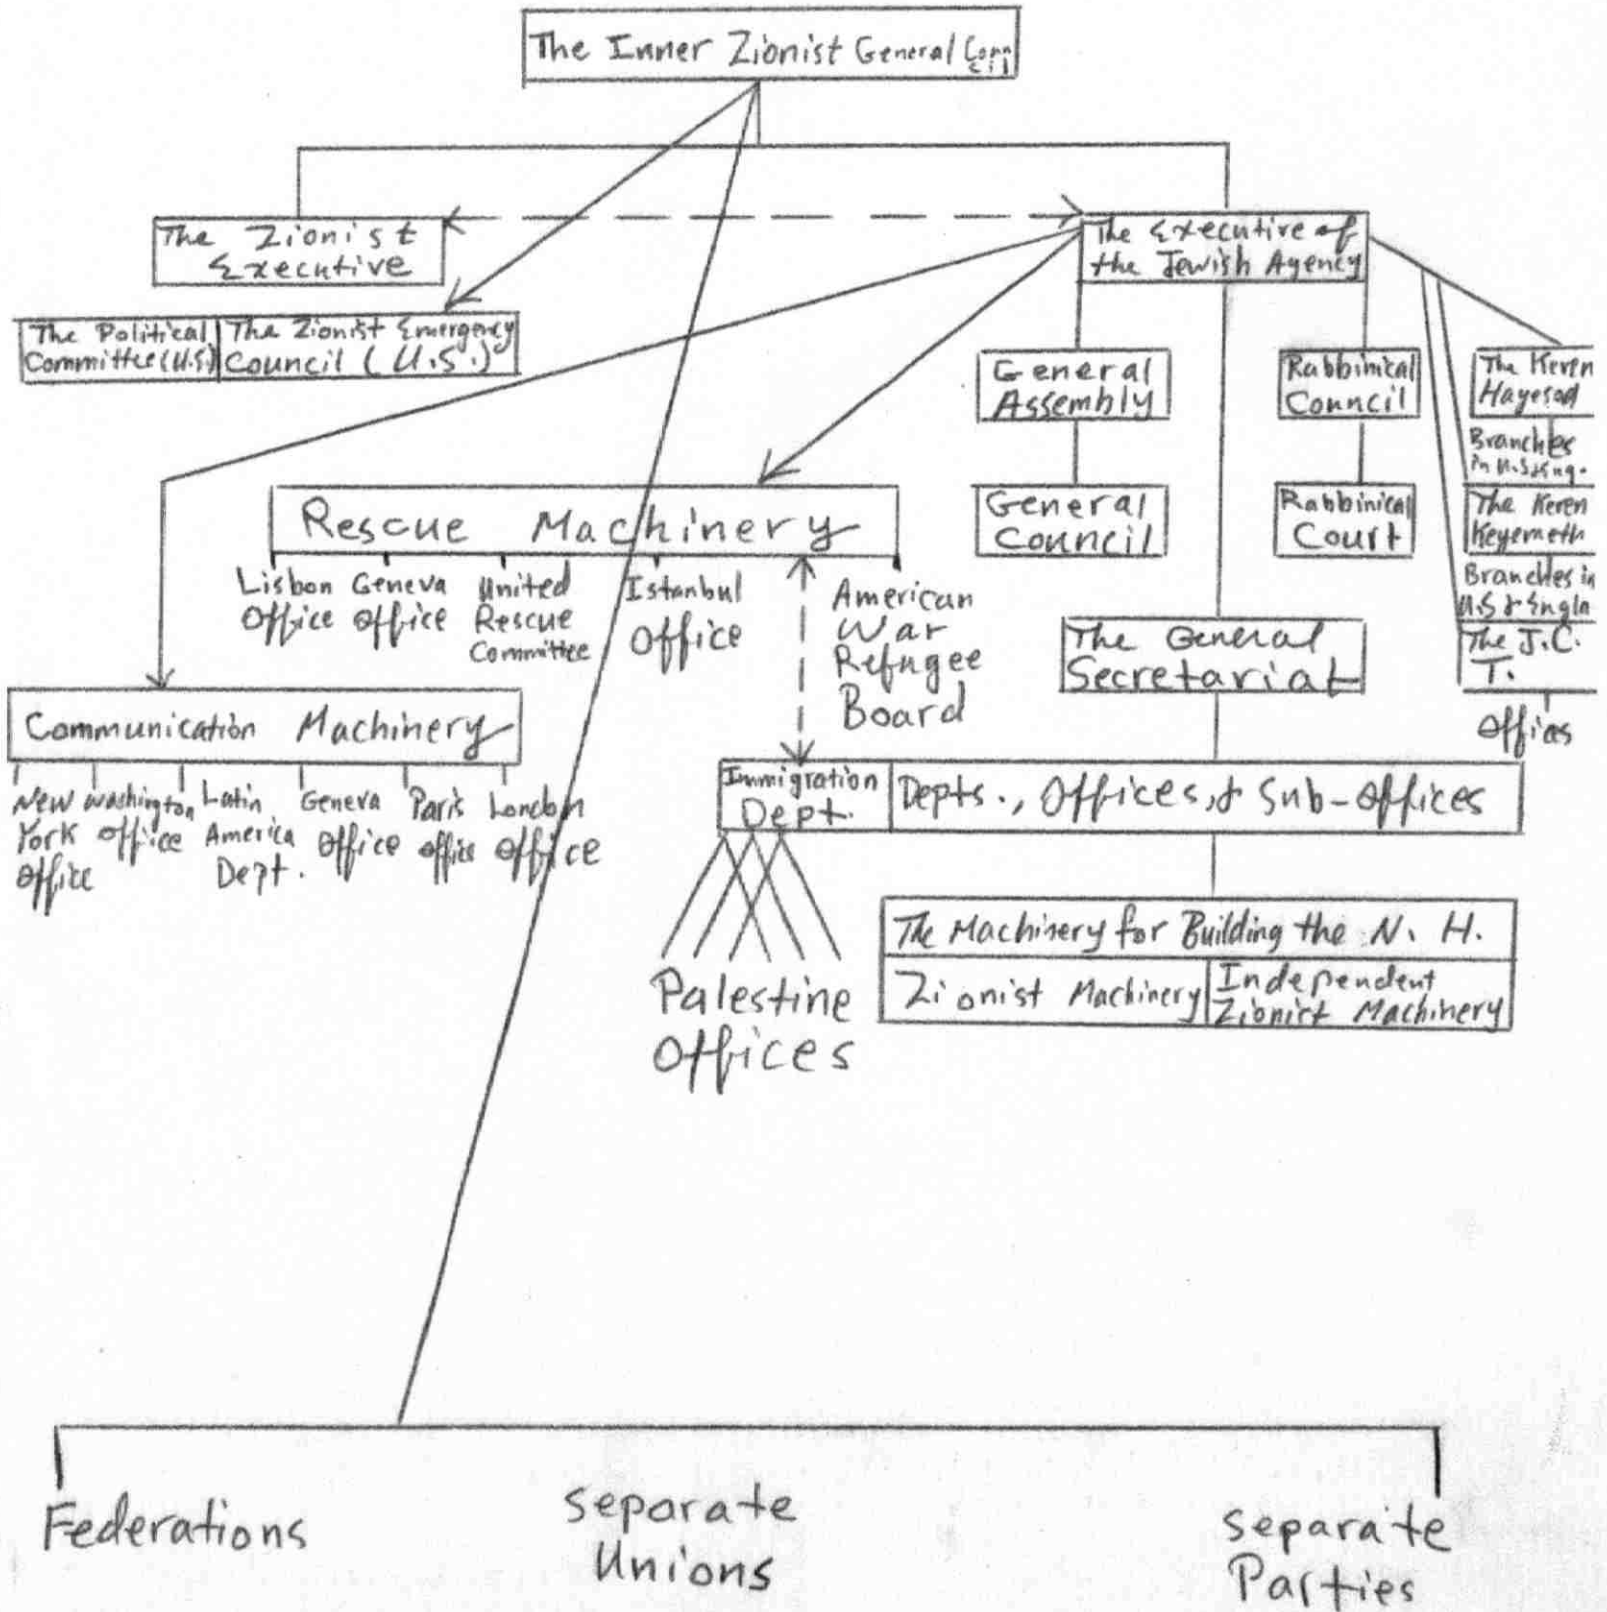 The Inner Zionist General Coun
cil
The Zionist
Executive
The Executive of
the Jewish Agency
The Political
Committee (U.S.)
The Zionist Emergency
Council (U.S.)
General
Assembly
Rabbinical
Council
The Keren
Hayesod
Branches
in U.S & Eng.
General
Council
Rabbinical
Court
The Keren
Keyemeth
Branches in
U.S & Engla
The J.C.
T.
Offices
Rescue Machinery
Lisbon
Office
Geneva
Office
United
Rescue
Committee
Istanbul
Office
American
War
Refugee
Board
The General
Secretariat
Communication Machinery
New
York
Office
Washington
Office
Latin
America
Dept.
Geneva
Office
Paris
Office
London
Office
Immigration
Dept.
Depts., Offices, & Sub-Offices
The Machinery for Building the N. H.
Zionist Machinery
Independent
Zionist Machinery
Palestine
Offices
Federations
Separate
Unions
Separate
Parties